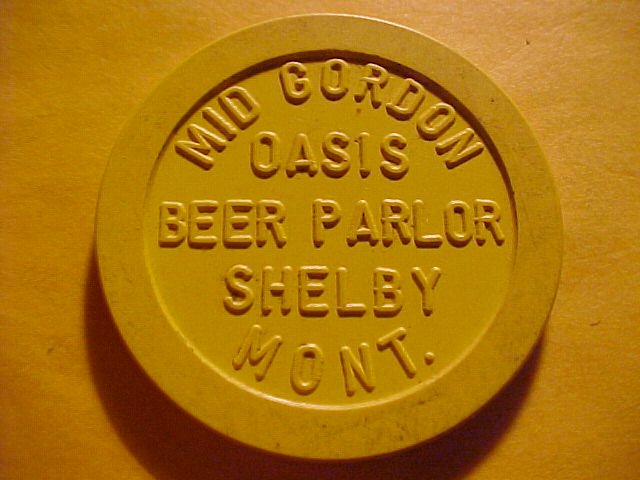 MID GORDON
OASIS
BEER PARLOR
SHELBY
MONT.